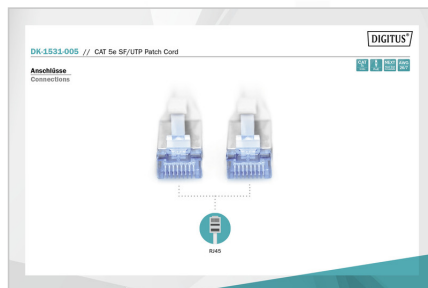 DIGITUS®
DK-1531-005 // CAT 5e SF/UTP Patch Cord
Anschlüsse
Connections
RJ45